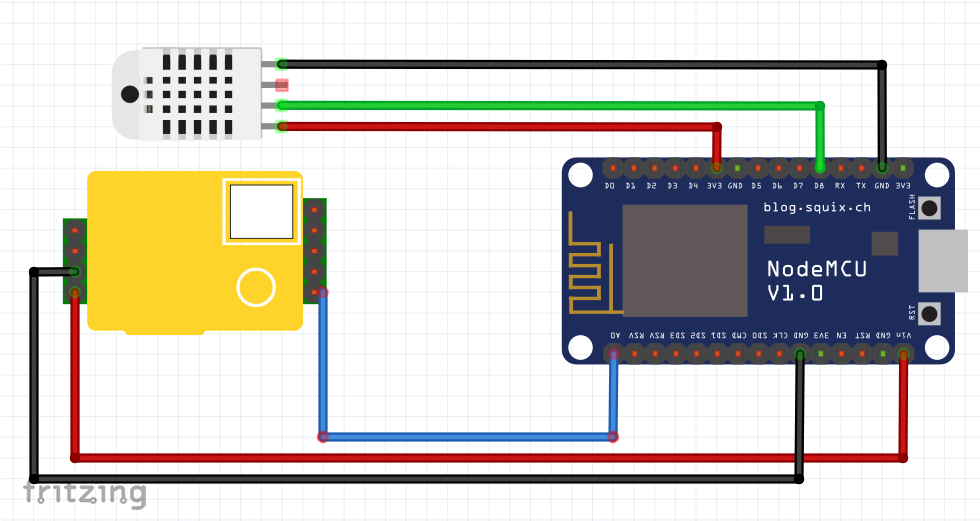 D0 D1 D2 D3 D4 3V3 GND D5 D6 D7 D8 RX TX GND 3V3
blog.squix.ch
FLASH
NodeMCU
V1.0
RST
A0 RSV RSV SD3 SD2 SD1 CMD SD0 CLK GND 3V3 EN RST GND Vin
fritzing